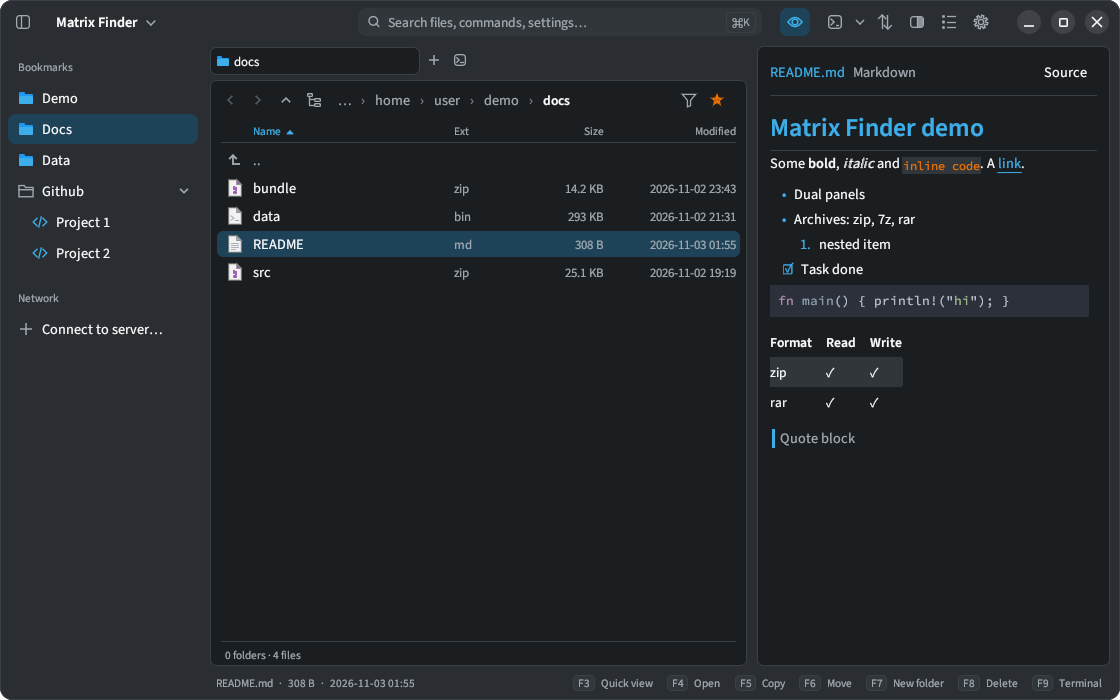 Matrix Finder
Search files, commands, settings…
⌘K
Bookmarks
Demo
Docs
Data
Github
Project 1
Project 2
Network
Connect to server…
docs
… › home › user › demo › docs
Name Ext Size Modified
..
bundle zip 14.2 KB 2026-11-02 23:43
data bin 293 KB 2026-11-02 21:31
README md 308 B 2026-11-03 01:55
src zip 25.1 KB 2026-11-02 19:19
0 folders · 4 files
README.md Markdown Source
Matrix Finder demo
Some bold, italic and inline code. A link.
• Dual panels
• Archives: zip, 7z, rar
1. nested item
Task done
fn main() { println!("hi"); }
Format Read Write
zip ✓ ✓
rar ✓ ✓
Quote block
README.md · 308 B · 2026-11-03 01:55
F3 Quick view F4 Open F5 Copy F6 Move F7 New folder F8 Delete F9 Terminal